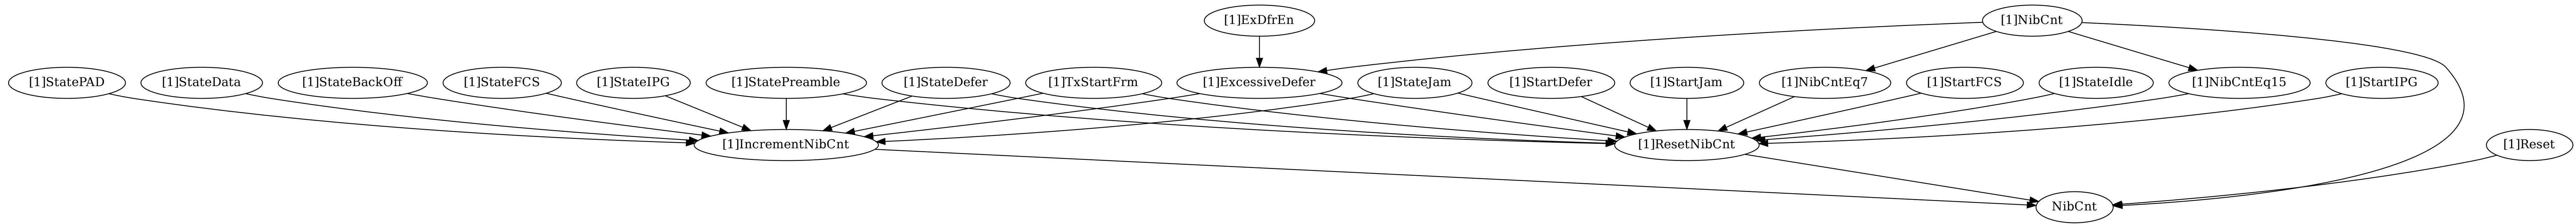 [1]ExDfrEn
[1]NibCnt
[1]StatePAD
[1]StateData
[1]StateBackOff
[1]StateFCS
[1]StateIPG
[1]StatePreamble
[1]StateDefer
[1]TxStartFrm
[1]ExcessiveDefer
[1]StateJam
[1]StartDefer
[1]StartJam
[1]NibCntEq7
[1]StartFCS
[1]StateIdle
[1]NibCntEq15
[1]StartIPG
[1]IncrementNibCnt
[1]ResetNibCnt
[1]Reset
NibCnt